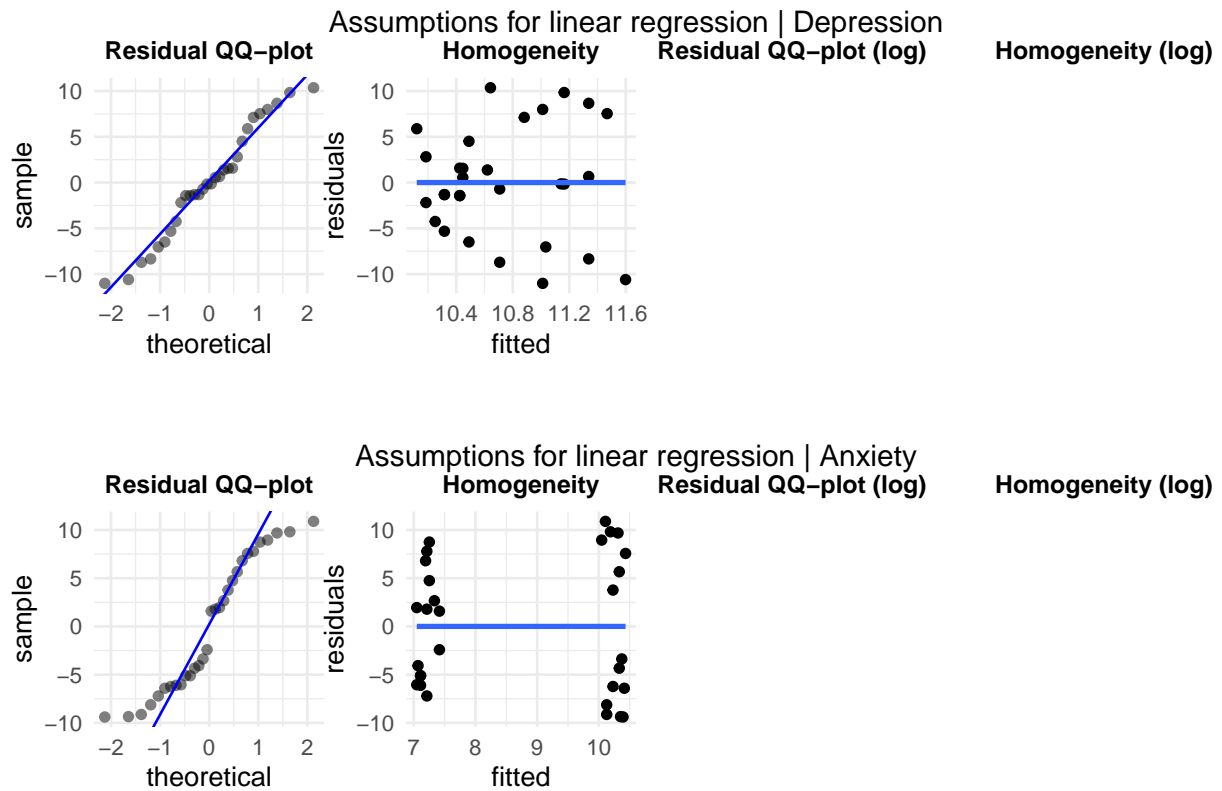 Assumptions for linear regression | Depression
Residual QQ−plot
Homogeneity
Residual QQ−plot (log)
Homogeneity (log)
sample
10
5
0
−5
−10
−2 −1 0 1 2
theoretical
residuals
10
5
0
−5
−10
10.4 10.8 11.2 11.6
fitted
Assumptions for linear regression | Anxiety
Residual QQ−plot
Homogeneity
Residual QQ−plot (log)
Homogeneity (log)
sample
10
5
0
−5
−10
−2 −1 0 1 2
theoretical
residuals
10
5
0
−5
−10
7 8 9 10
fitted